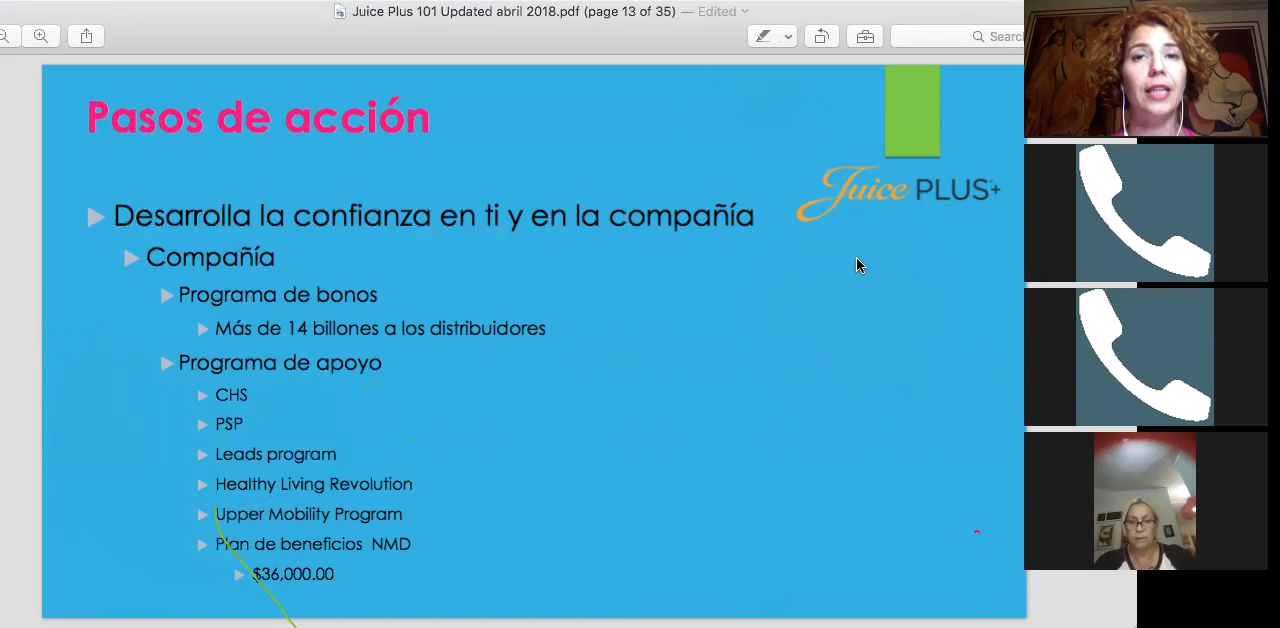 Juice Plus 101 Updated abril 2018.pdf (page 13 of 35) — Edited
Search
Pasos de acción
Juice PLUS+
Desarrolla la confianza en ti y en la compañía
Compañía
Programa de bonos
Más de 14 billones a los distribuidores
Programa de apoyo
CHS
PSP
Leads program
Healthy Living Revolution
Upper Mobility Program
Plan de beneficios NMD
$36,000.00